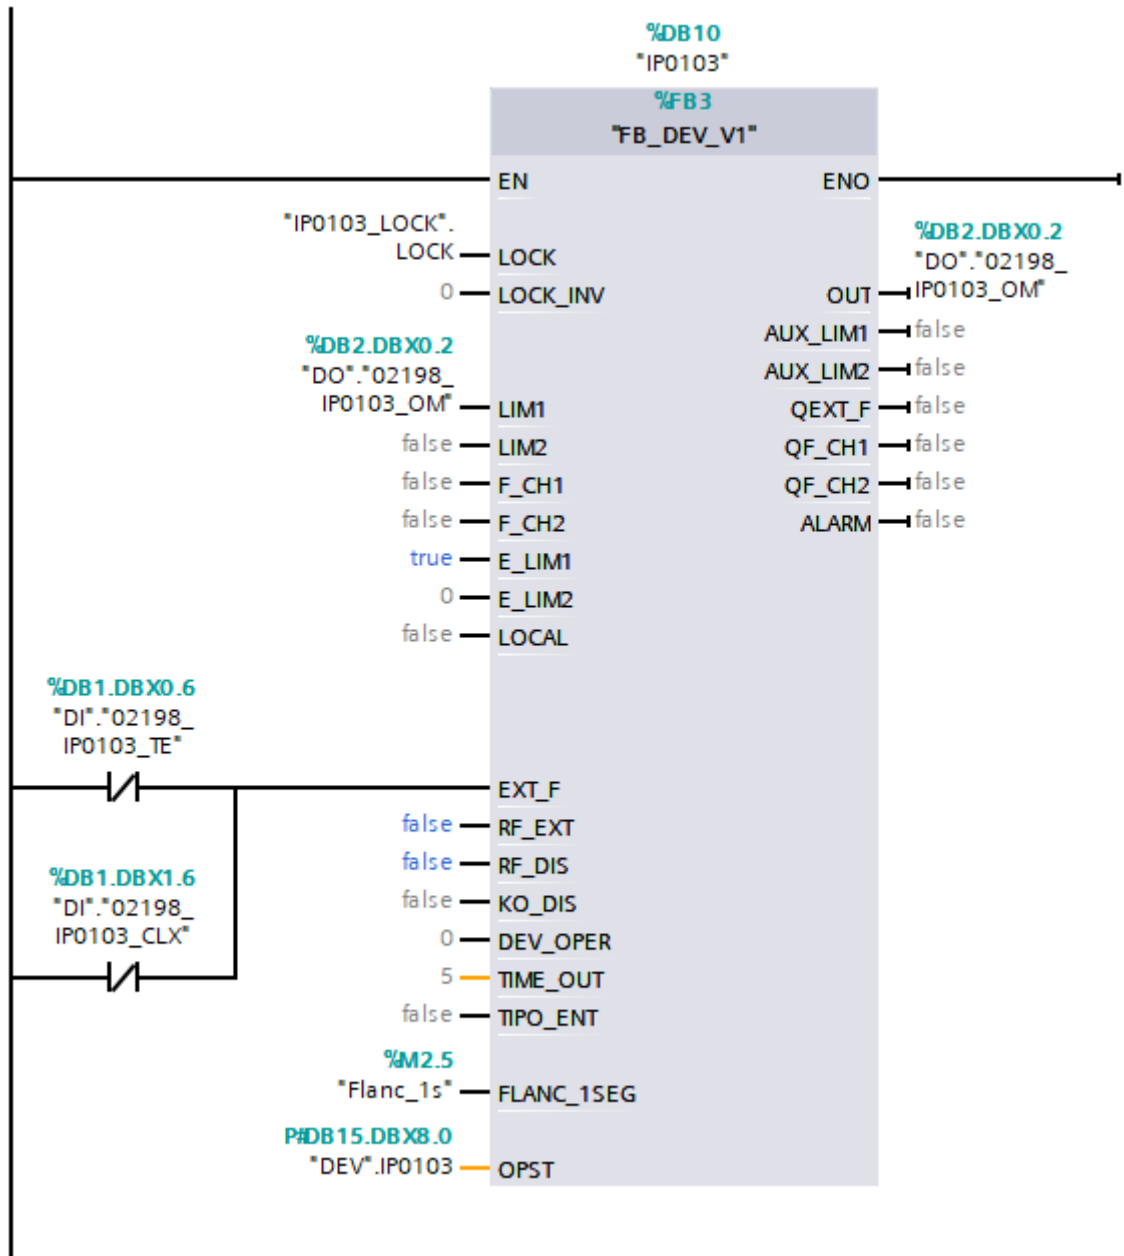 %DB10
"IP0103"
%FB3
"FB_DEV_V1"
EN
ENO
"IP0103_LOCK".
LOCK
LOCK
0
LOCK_INV
%DB2.DBX0.2
"DO"."02198_
IP0103_OM"
OUT
AUX_LIM1
false
AUX_LIM2
false
%DB2.DBX0.2
"DO"."02198_
IP0103_OM"
LIM1
QEXT_F
false
false
LIM2
QF_CH1
false
false
F_CH1
QF_CH2
false
false
F_CH2
ALARM
false
true
E_LIM1
0
E_LIM2
false
LOCAL
%DB1.DBX0.6
"DI"."02198_
IP0103_TE"
EXT_F
false
RF_EXT
false
RF_DIS
%DB1.DBX1.6
"DI"."02198_
IP0103_CLX"
false
KO_DIS
0
DEV_OPER
5
TIME_OUT
false
TIPO_ENT
%M2.5
"Flanc_1s"
FLANC_1SEG
P#DB15.DBX8.0
"DEV".IP0103
OPST